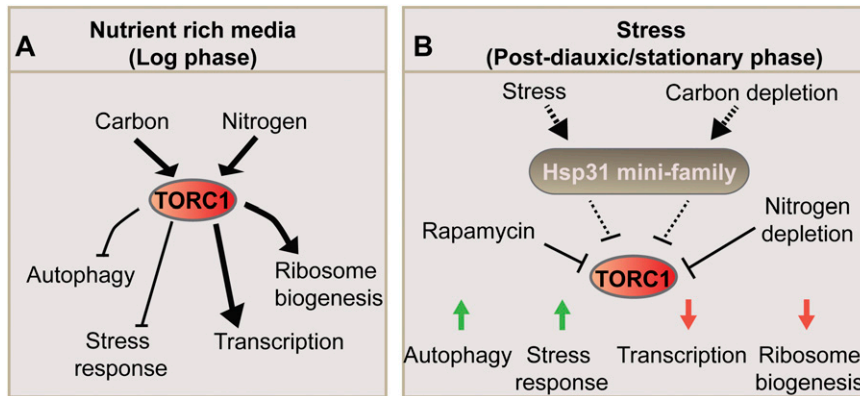 A
Nutrient rich media
(Log phase)
Carbon
Nitrogen
TORC1
Autophagy
Ribosome
biogenesis
Stress
response
Transcription
B
Stress
(Post-diauxic/stationary phase)
Stress
Carbon depletion
Hsp31 mini-family
Rapamycin
Nitrogen
depletion
TORC1
Autophagy
Stress
response
Transcription
Ribosome
biogenesis